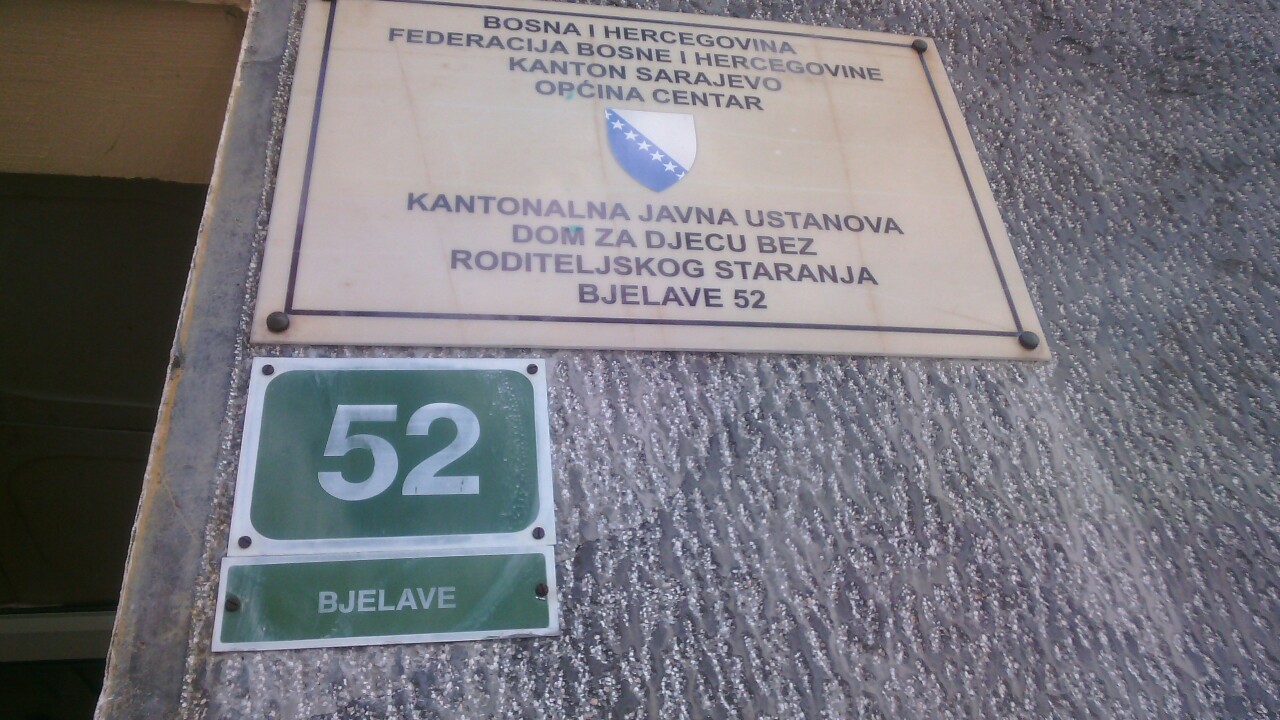 BOSNA I HERCEGOVINA
FEDERACIJA BOSNE I HERCEGOVINE
KANTON SARAJEVO
OPĆINA CENTAR
KANTONALNA JAVNA USTANOVA
DOM ZA DJECU BEZ
RODITELJSKOG STARANJA
BJELAVE 52
52
BJELAVE